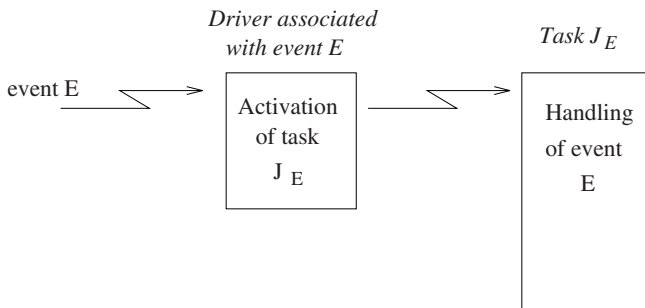 Driver associated
with event E
Task J_E
event E
Activation
of task
J_E
Handling
of event
E